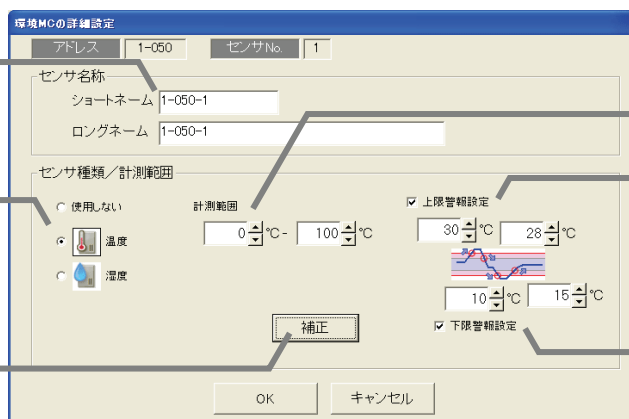 環境MCの詳細設定
アドレス 1-050 センサNo. 1
センサ名称
ショートネーム 1-050-1
ロングネーム 1-050-1
センサ種類/計測範囲
使用しない 計測範囲 上限警報設定
温度 0 ℃- 100 ℃ 30 ℃ 28 ℃
湿度 10 ℃ 15 ℃
補正 下限警報設定
OK キャンセル